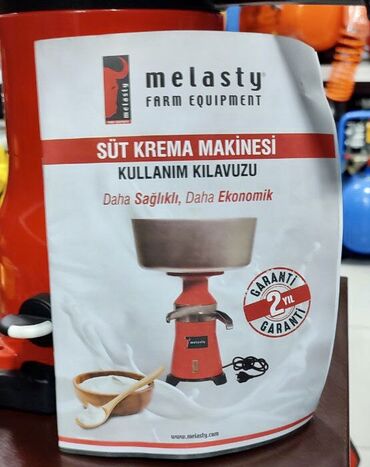 melasty
melasty
FARM EQUIPMENT
SÜT KREMA MAKİNESİ
KULLANIM KILAVUZU
Daha Sağlıklı, Daha Ekonomik
GARANTİ
2 YIL
GARANTİ
melasty
www.melasty.com